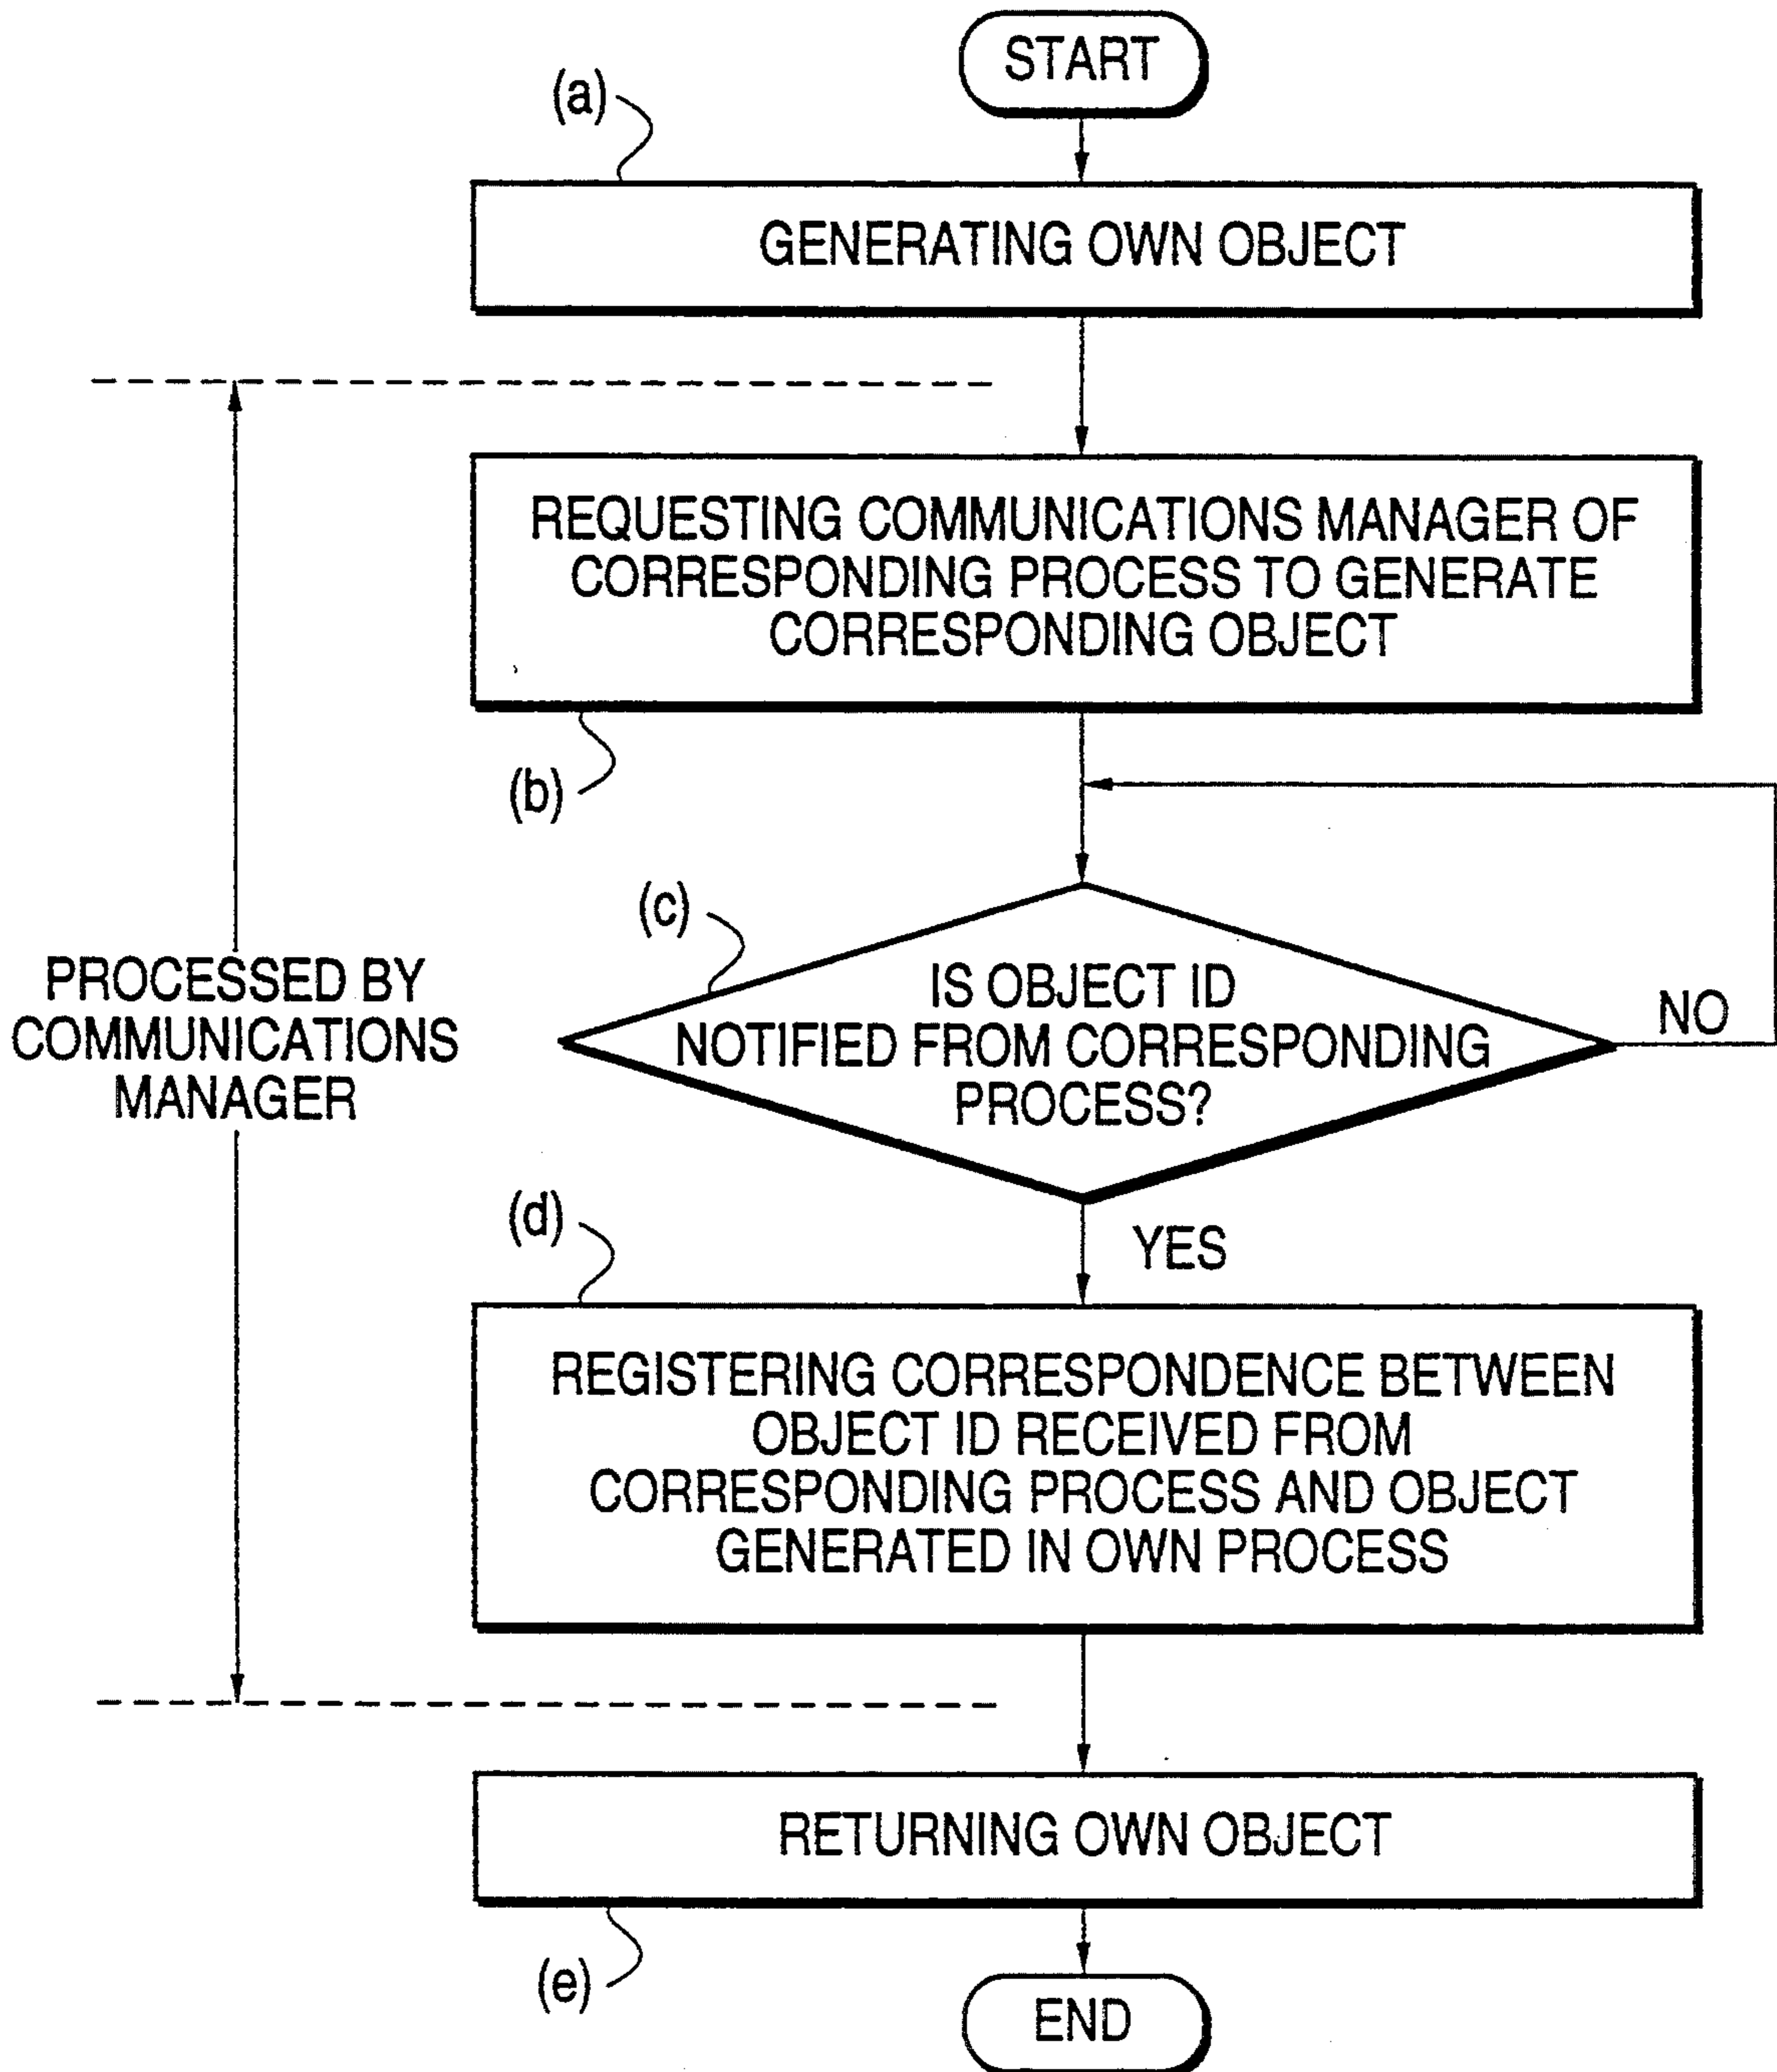 START
(a)
GENERATING OWN OBJECT
REQUESTING COMMUNICATIONS MANAGER OF
CORRESPONDING PROCESS TO GENERATE
CORRESPONDING OBJECT
(b)
(c)
IS OBJECT ID
NOTIFIED FROM CORRESPONDING
PROCESS?
NO
PROCESSED BY
COMMUNICATIONS
MANAGER
YES
(d)
REGISTERING CORRESPONDENCE BETWEEN
OBJECT ID RECEIVED FROM
CORRESPONDING PROCESS AND OBJECT
GENERATED IN OWN PROCESS
RETURNING OWN OBJECT
(e)
END